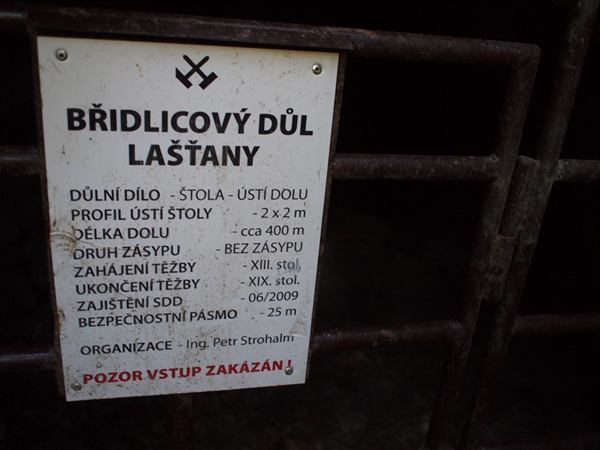 BŘIDLICOVÝ DŮL
LAŠŤANY
DŮLNÍ DÍLO - ŠTOLA - ÚSTÍ DOLU
PROFIL ÚSTÍ ŠTOLY - 2 x 2 m
DÉLKA DOLU - cca 400 m
DRUH ZÁSYPU - BEZ ZÁSYPU
ZAHÁJENÍ TĚŽBY - XIII. stol.
UKONČENÍ TĚŽBY - XIX. stol.
ZAJIŠTĚNÍ SDD - 06/2009
BEZPEČNOSTNÍ PÁSMO - 25 m
ORGANIZACE - Ing. Petr Strohalm
POZOR VSTUP ZAKÁZÁN !